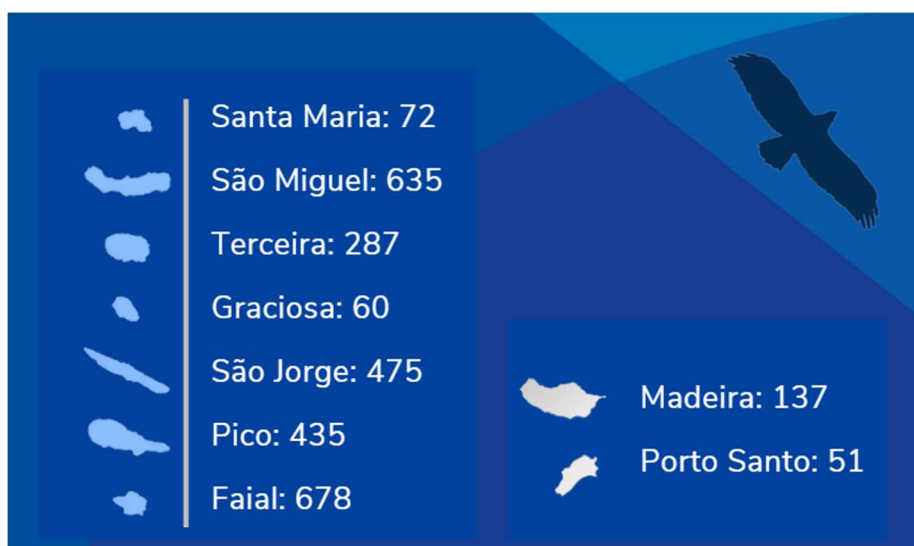 Santa Maria: 72
São Miguel: 635
Terceira: 287
Graciosa: 60
São Jorge: 475
Pico: 435
Faial: 678
Madeira: 137
Porto Santo: 51